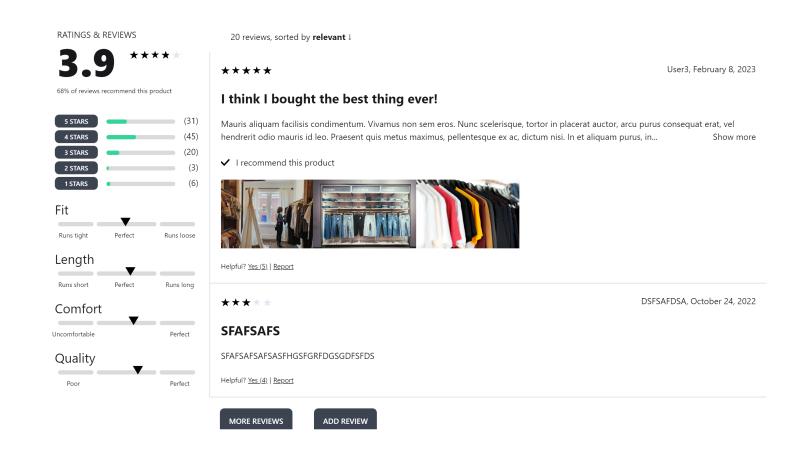 RATINGS & REVIEWS
3.9
68% of reviews recommend this product
5 STARS (31)
4 STARS (45)
3 STARS (20)
2 STARS (3)
1 STARS (6)
Fit
Runs tight Perfect Runs loose
Length
Runs short Perfect Runs long
Comfort
Uncomfortable Perfect
Quality
Poor Perfect
20 reviews, sorted by relevant ↓
User3, February 8, 2023
I think I bought the best thing ever!
Mauris aliquam facilisis condimentum. Vivamus non sem eros. Nunc scelerisque, tortor in placerat auctor, arcu purus consequat erat, vel
hendrerit odio mauris id leo. Praesent quis metus maximus, pellentesque ex ac, dictum nisi. In et aliquam purus, in... Show more
I recommend this product
Helpful? Yes (5) | Report
DSFSAFDSA, October 24, 2022
SFAFSAFS
SFAFSAFSAFSASFHGSFGRFDGSGDFSFDS
Helpful? Yes (4) | Report
MORE REVIEWS ADD REVIEW